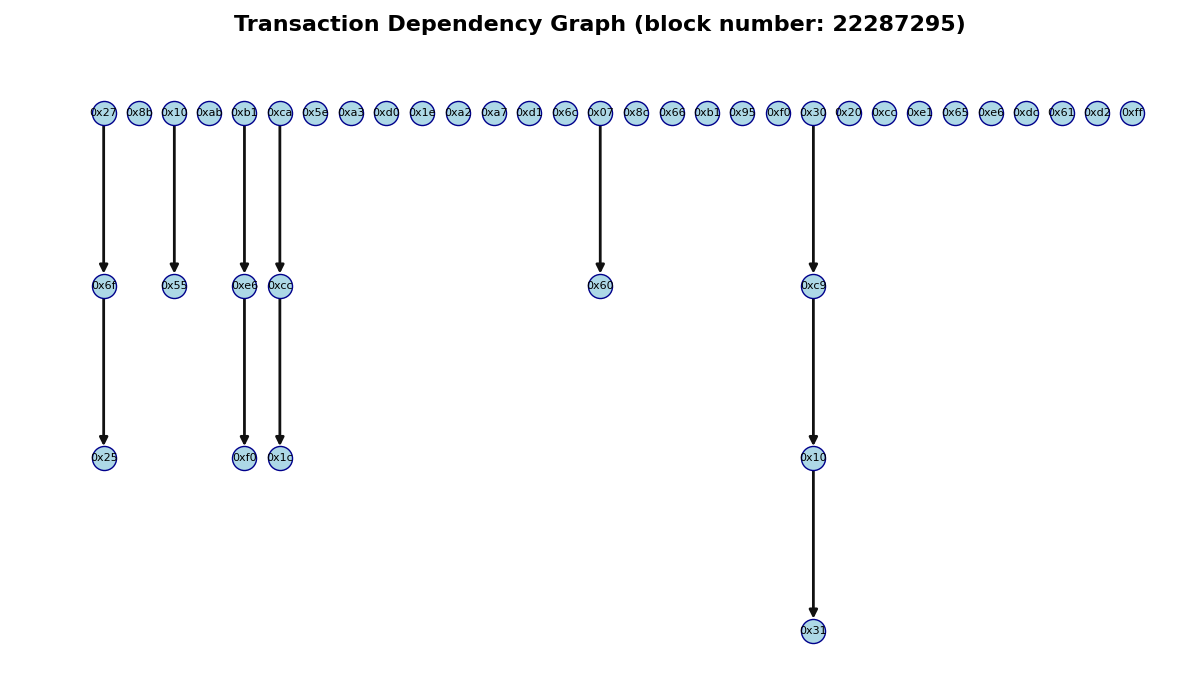 Transaction Dependency Graph (block number: 22287295)
0x27 0x8b 0x10 0xab 0xb1 0xca 0x5e 0xa3 0xd0 0x1e 0xa2 0xa7 0xd1 0x6c 0x07 0x8c 0x66 0xb1 0x95 0xf0 0x30 0x20 0xcc 0xe1 0x65 0xe6 0xdc 0x61 0xd2 0xff
0x6f 0x55 0xe6 0xcc 0x60 0xc9
0x25 0xf0 0x1c 0x10
0x31